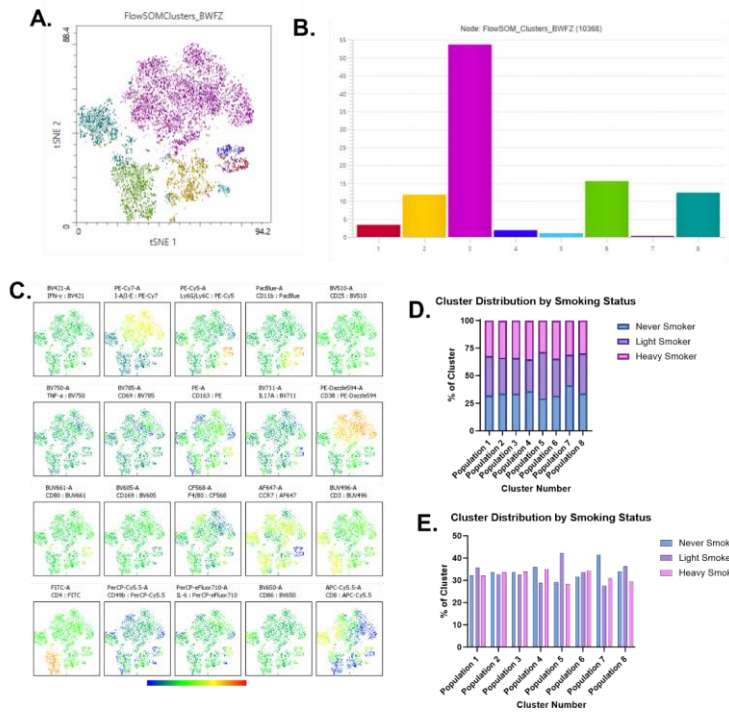 A.
FlowSOMClusters_BWFZ
88.4
tSNE 2
0
0
94.2
tSNE 1
B.
Node: FlowSOM_Clusters_BWFZ (10368)
55
50
45
40
35
30
25
20
15
10
5
0
1
2
3
4
5
6
7
8
C.
BV421-A
IFN-γ : BV421
PE-Cy7-A
I-A/I-E : PE-Cy7
PE-Cy5-A
Ly6G/Ly6C : PE-Cy5
PacBlue-A
CD11b : PacBlue
BV510-A
CD25 : BV510
BV750-A
TNF-a : BV750
BV785-A
CD69 : BV785
PE-A
CD163 : PE
BV711-A
IL17A : BV711
PE-Dazzle594-A
CD38 : PE-Dazzle594
BUV661-A
CD80 : BUV661
BV605-A
CD169 : BV605
CF568-A
F4/80 : CF568
AF647-A
CCR7 : AF647
BUV496-A
CD3 : BUV496
FITC-A
CD4 : FITC
PerCP-Cy5.5-A
CD49b : PerCP-Cy5.5
PerCP-eFluor710-A
IL-6 : PerCP-eFluor710
BV650-A
CD86 : BV650
APC-Cy5.5-A
CD8 : APC-Cy5.5
D.
Cluster Distribution by Smoking Status
100
75
50
25
0
% of Cluster
Population 1
Population 2
Population 3
Population 4
Population 5
Population 6
Population 7
Population 8
Cluster Number
Never Smoker
Light Smoker
Heavy Smoker
E.
Cluster Distribution by Smoking Status
50
40
30
20
10
0
% of Cluster
Population 1
Population 2
Population 3
Population 4
Population 5
Population 6
Population 7
Population 8
Cluster Number
Never Smoke
Light Smoke
Heavy Smoke